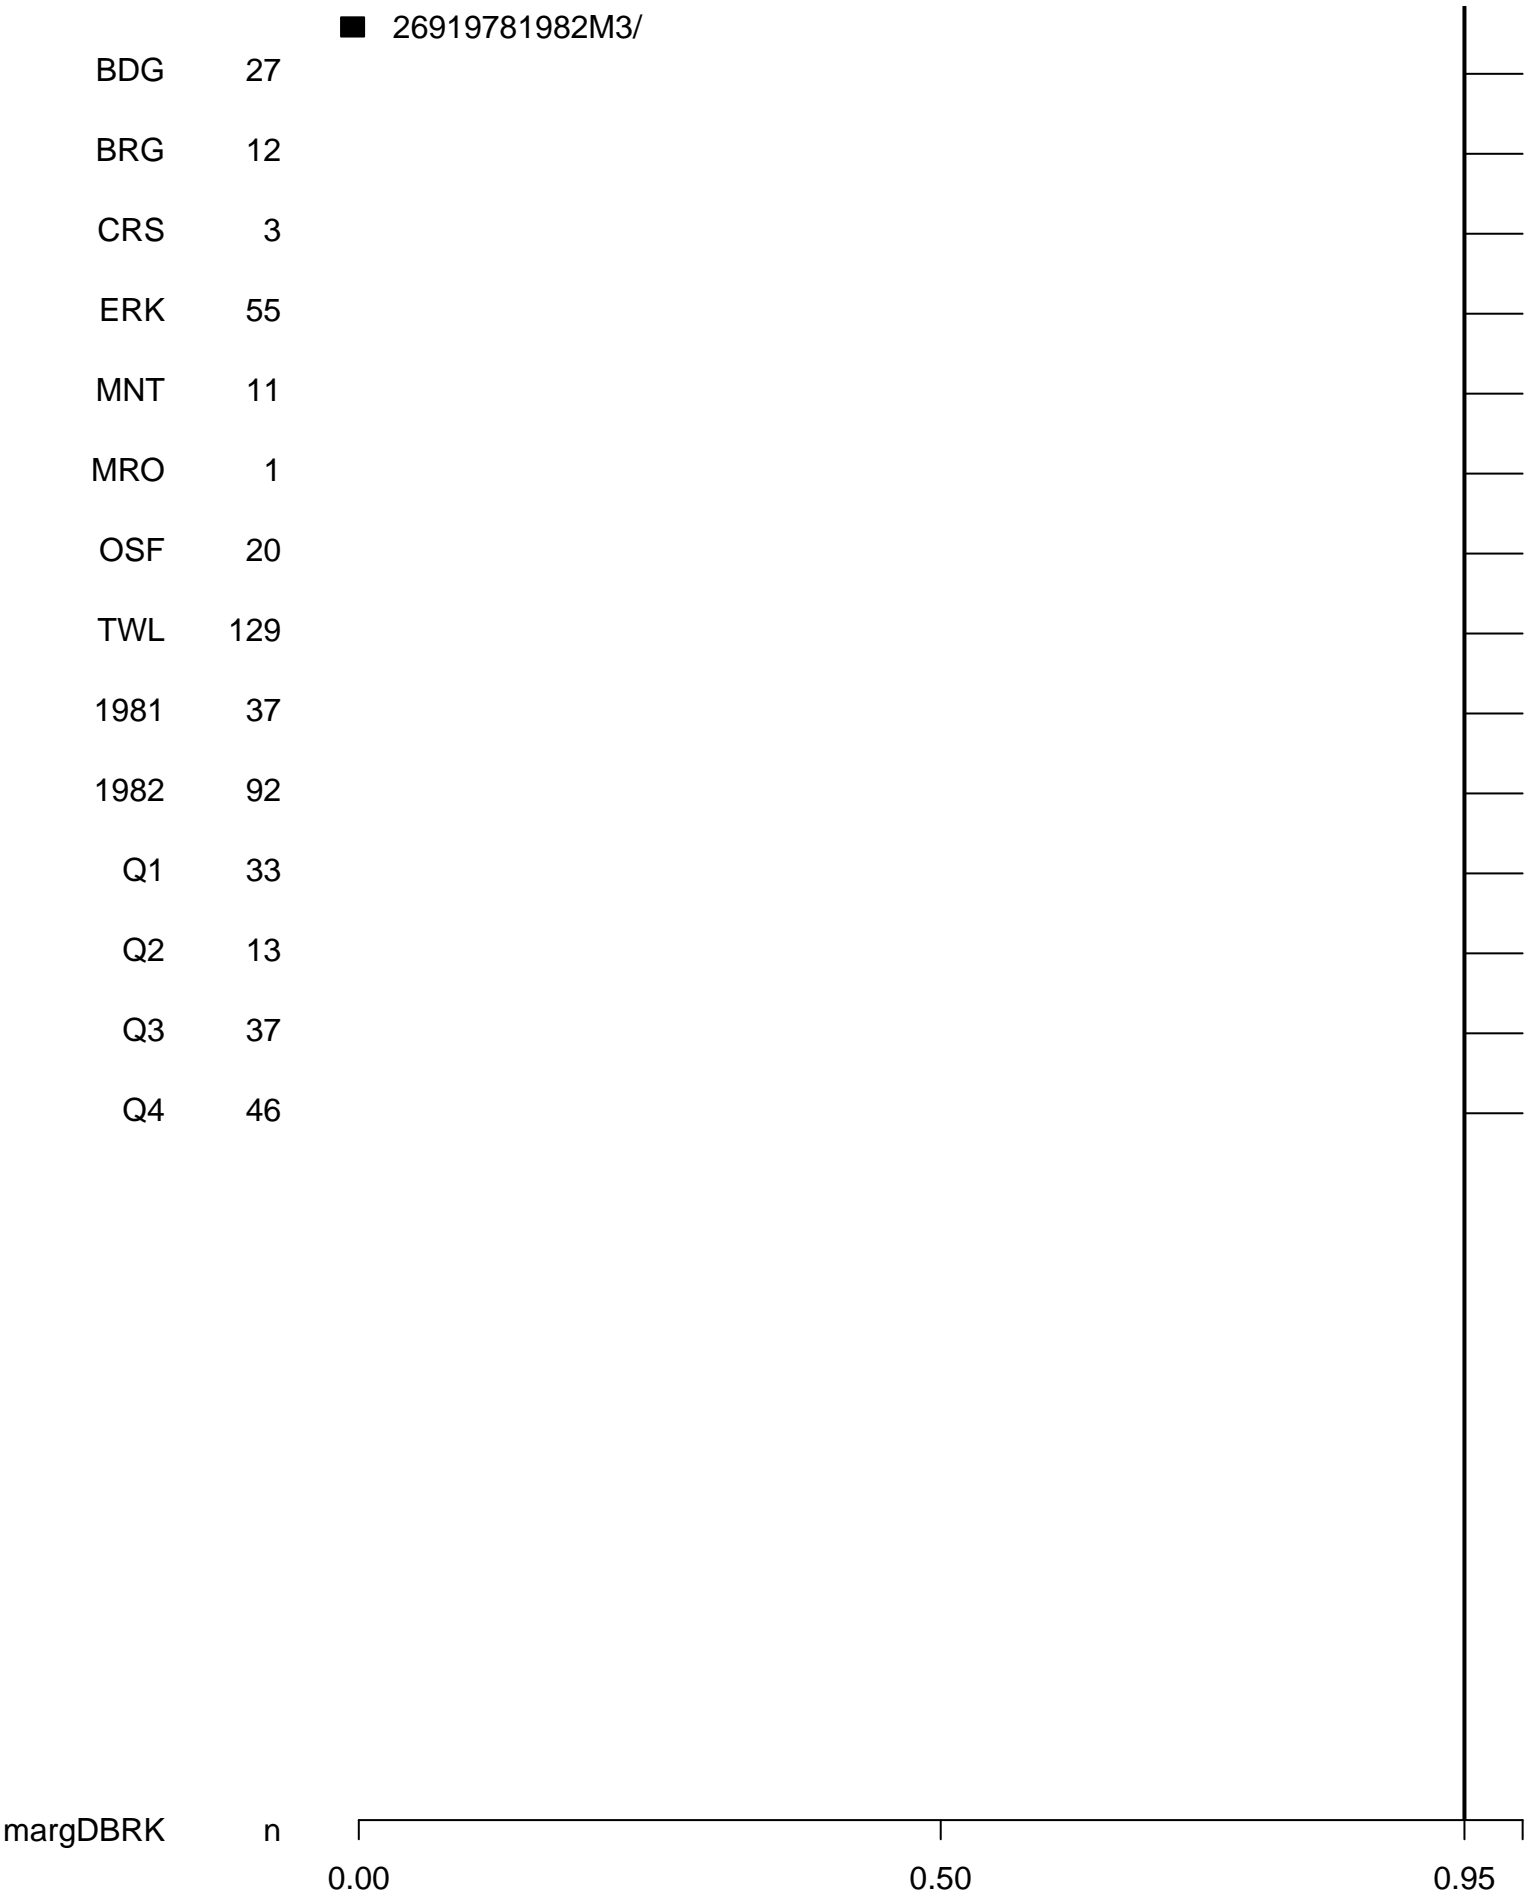 26919781982M3/
BDG 27
BRG 12
CRS 3
ERK 55
MNT 11
MRO 1
OSF 20
TWL 129
1981 37
1982 92
Q1 33
Q2 13
Q3 37
Q4 46
margDBRK n
0.00 0.50 0.95